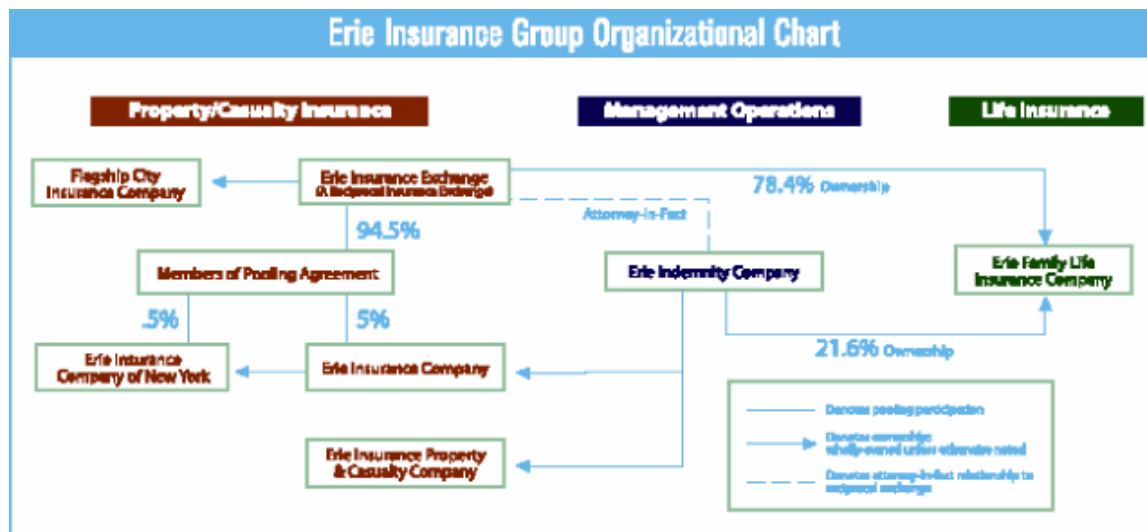 Erie Insurance Group Organizational Chart
Property/Casualty Insurance
Management Operations
Life Insurance
Flagship City
Insurance Company
Erie Insurance Exchange
(A Reciprocal Insurance Exchange)
78.4% Ownership
Attorney-in-Fact
94.5%
Members of Pooling Agreement
Erie Indemnity Company
Erie Family Life
Insurance Company
.5%
5%
21.6% Ownership
Erie Insurance
Company of New York
Erie Insurance Company
Erie Insurance Property
& Casualty Company
Denotes pooling participation
Denotes ownership:
wholly-owned unless otherwise noted
Denotes attorney-in-fact relationship to
reciprocal exchange